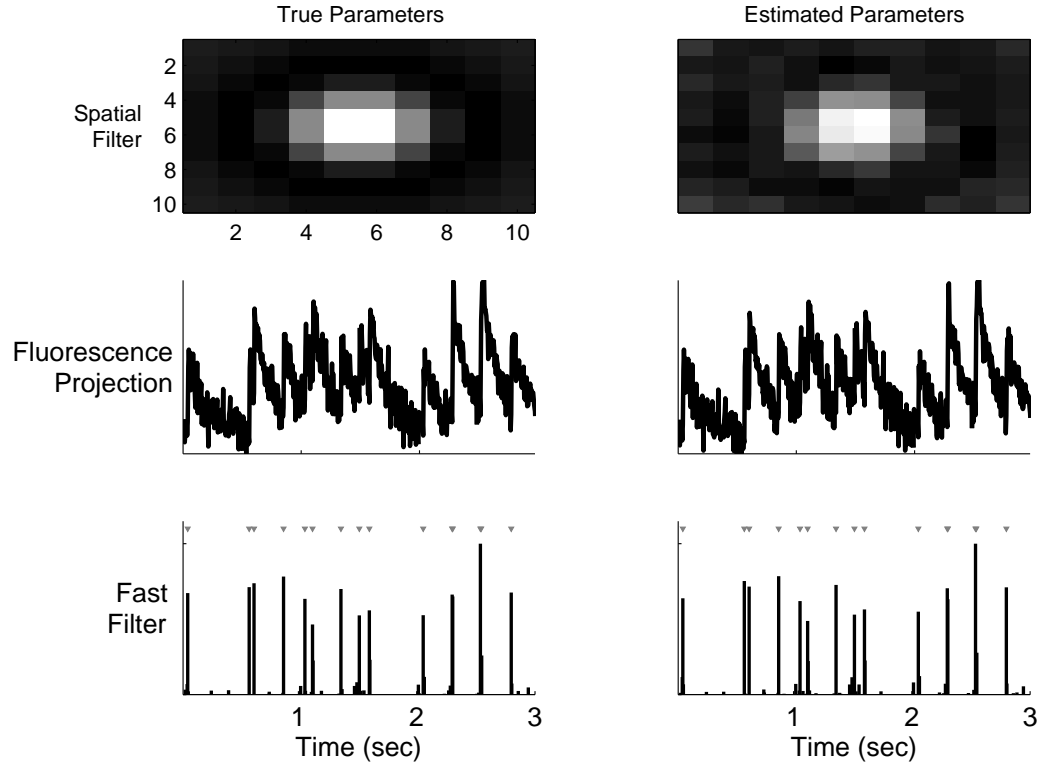 True Parameters
Estimated Parameters
Spatial
Filter
2
4
6
8
10
2
4
6
8
10
Fluorescence
Projection
Fast
Filter
1
2
3
Time (sec)
1
2
3
Time (sec)